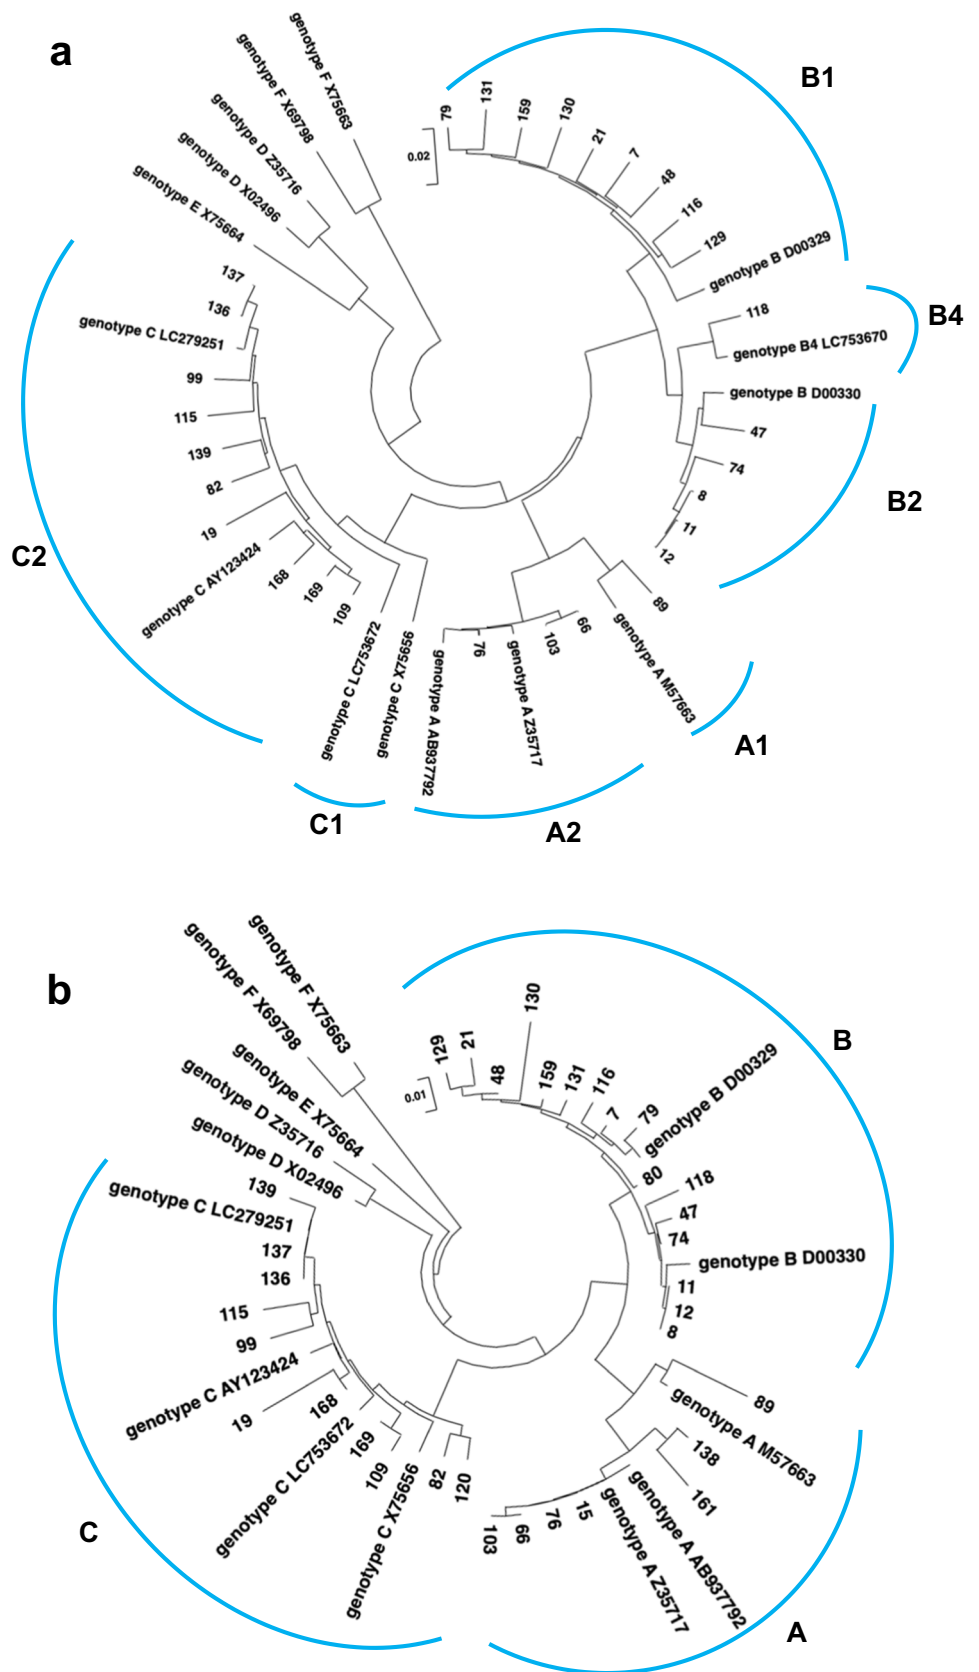 a
genotype F X75663
genotype F X69798
genotype D Z35716
genotype D X02496
genotype E X75664
0.02
79
131
159
130
21
7
48
116
129
genotype B D00329
B1
118
genotype B4 LC753670
B4
genotype B D00330
47
74
8
11
12
B2
89
genotype A M57663
A1
66
103
genotype A Z35717
76
genotype A AB937792
A2
genotype C X75656
genotype C LC753672
C1
109
169
168
genotype C AY123424
19
82
139
115
99
genotype C LC279251
136
137
C2
b
genotype F X75663
genotype F X69798
genotype E X75664
genotype D Z35716
genotype D X02496
0.01
129
21
48
130
159
131
116
7
79
genotype B D00329
80
118
47
74
genotype B D00330
11
12
8
B
89
genotype A M57663
138
161
genotype A AB937792
genotype A Z35717
15
76
66
103
A
120
82
genotype C X75656
109
169
genotype C LC753672
168
19
genotype C AY123424
99
115
136
137
genotype C LC279251
139
C